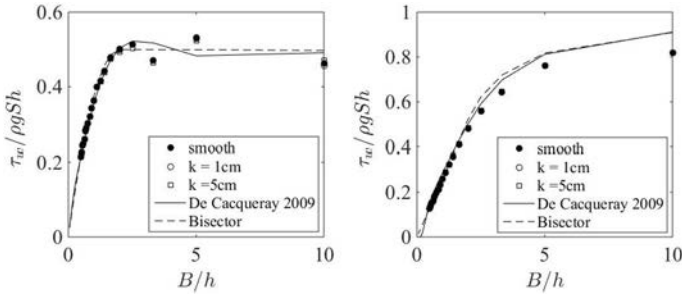 0.6
0.4
0.2
0
0
5
10
τw/ρgSh
B/h
smooth
k = 1cm
k =5cm
De Cacqueray 2009
Bisector
1
0.8
0.6
0.4
0.2
0
0
5
10
τw/ρgSh
B/h
smooth
k = 1cm
k =5cm
De Cacqueray 2009
Bisector